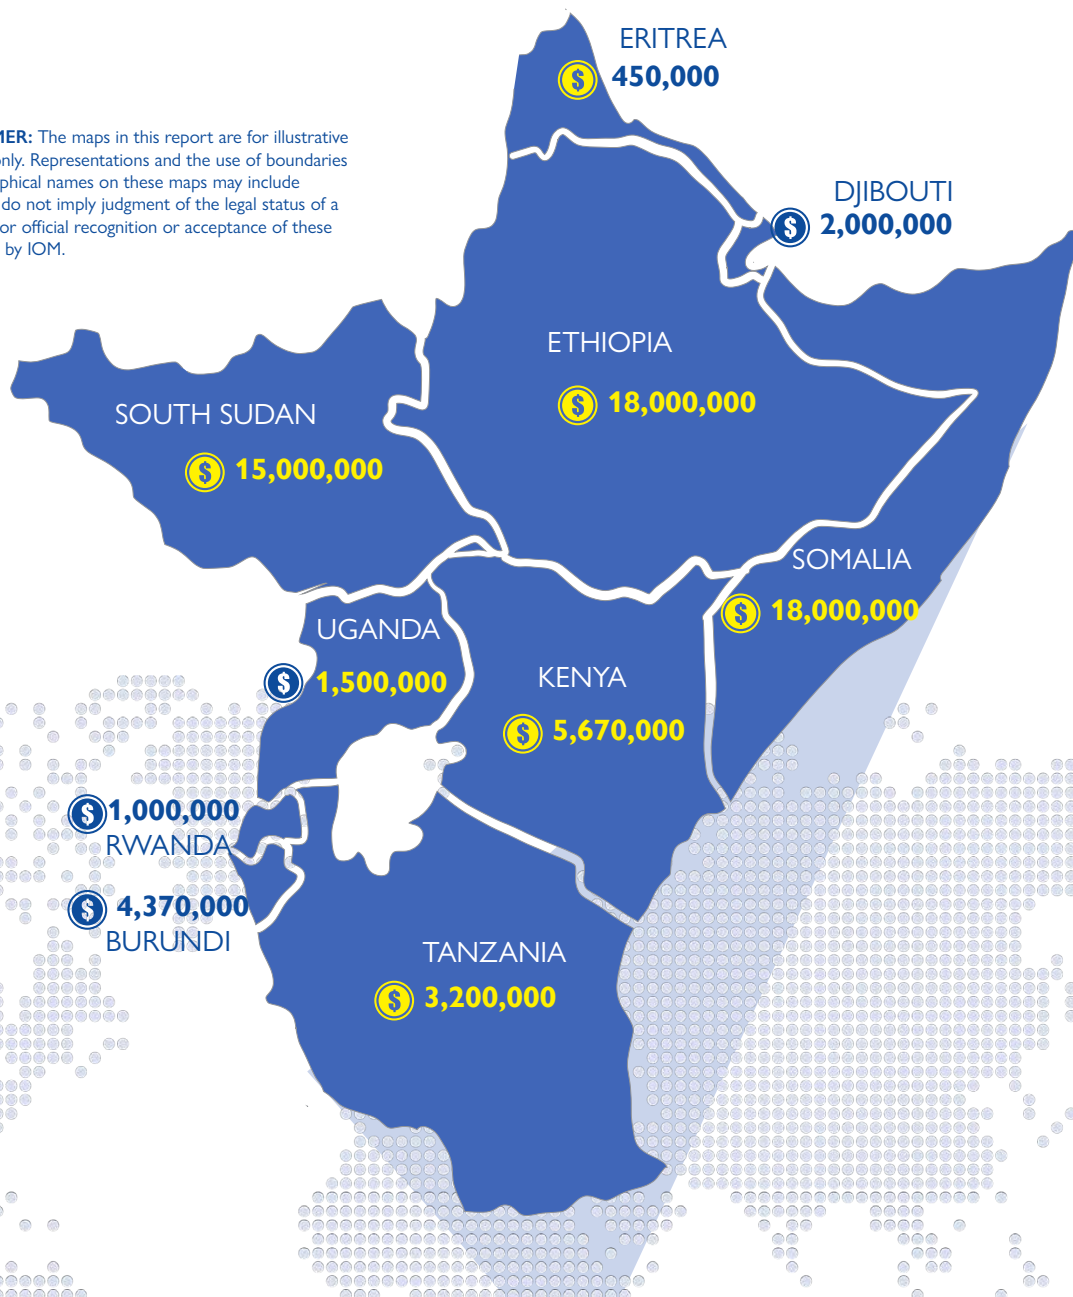 ERITREA
450,000
MER: The maps in this report are for illustrative
only. Representations and the use of boundaries
phical names on these maps may include
do not imply judgment of the legal status of a
or official recognition or acceptance of these
by IOM.
DJIBOUTI
$ 2,000,000
ETHIOPIA
$ 18,000,000
SOUTH SUDAN
$ 15,000,000
SOMALIA
$ 18,000,000
UGANDA
$ 1,500,000
KENYA
$ 5,670,000
$ 1,000,000
RWANDA
$ 4,370,000
BURUNDI
TANZANIA
$ 3,200,000